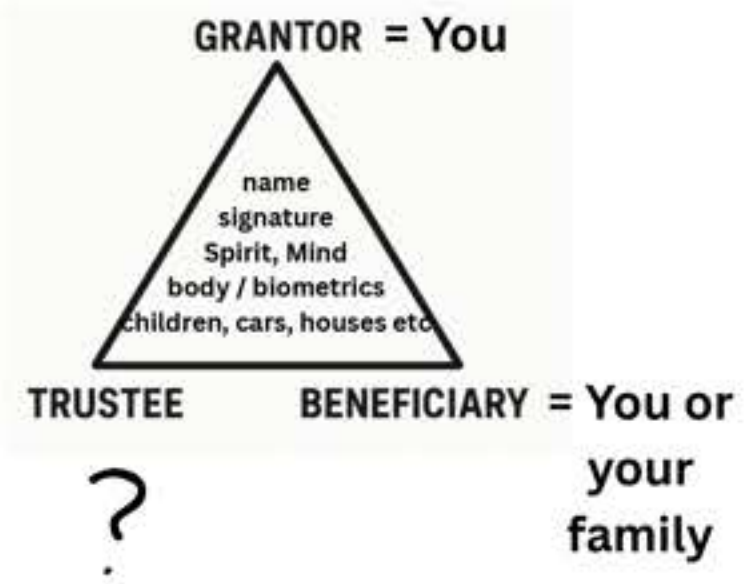 GRANTOR = You
name
signature
Spirit, Mind
body / biometrics
children, cars, houses etc
TRUSTEE
BENEFICIARY = You or
your
family
?